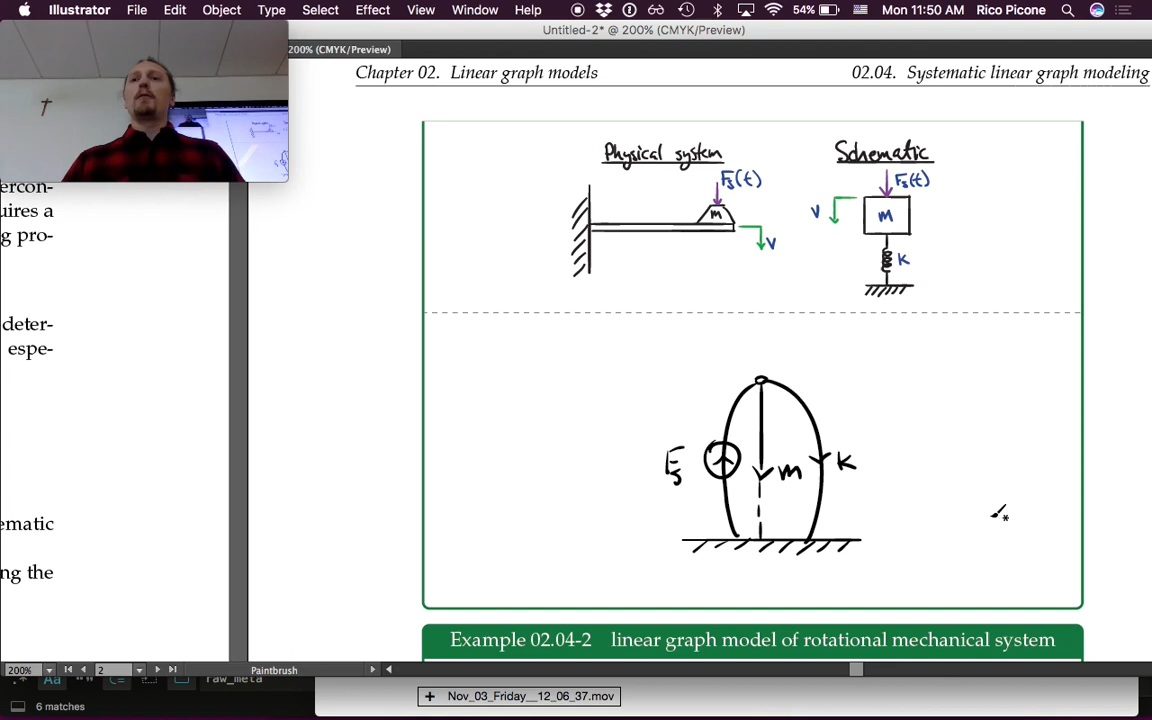 Illustrator File Edit Object Type Select Effect View Window Help 54% Mon 11:50 AM Rico Picone
Untitled-2* @ 200% (CMYK/Preview)
200% (CMYK/Preview)
Chapter 02. Linear graph models 02.04. Systematic linear graph modeling
ercon-
uires a
g pro-
deter-
espe-
ematic
ng the
Physical system
Fs(t)
m
v
Schematic
Fs(t)
v
m
k
Fs
m
k
Example 02.04-2 linear graph model of rotational mechanical system
200% 2 Paintbrush
.* Aa "" raw_meta
6 matches
+ Nov_03_Friday__12_06_37.mov